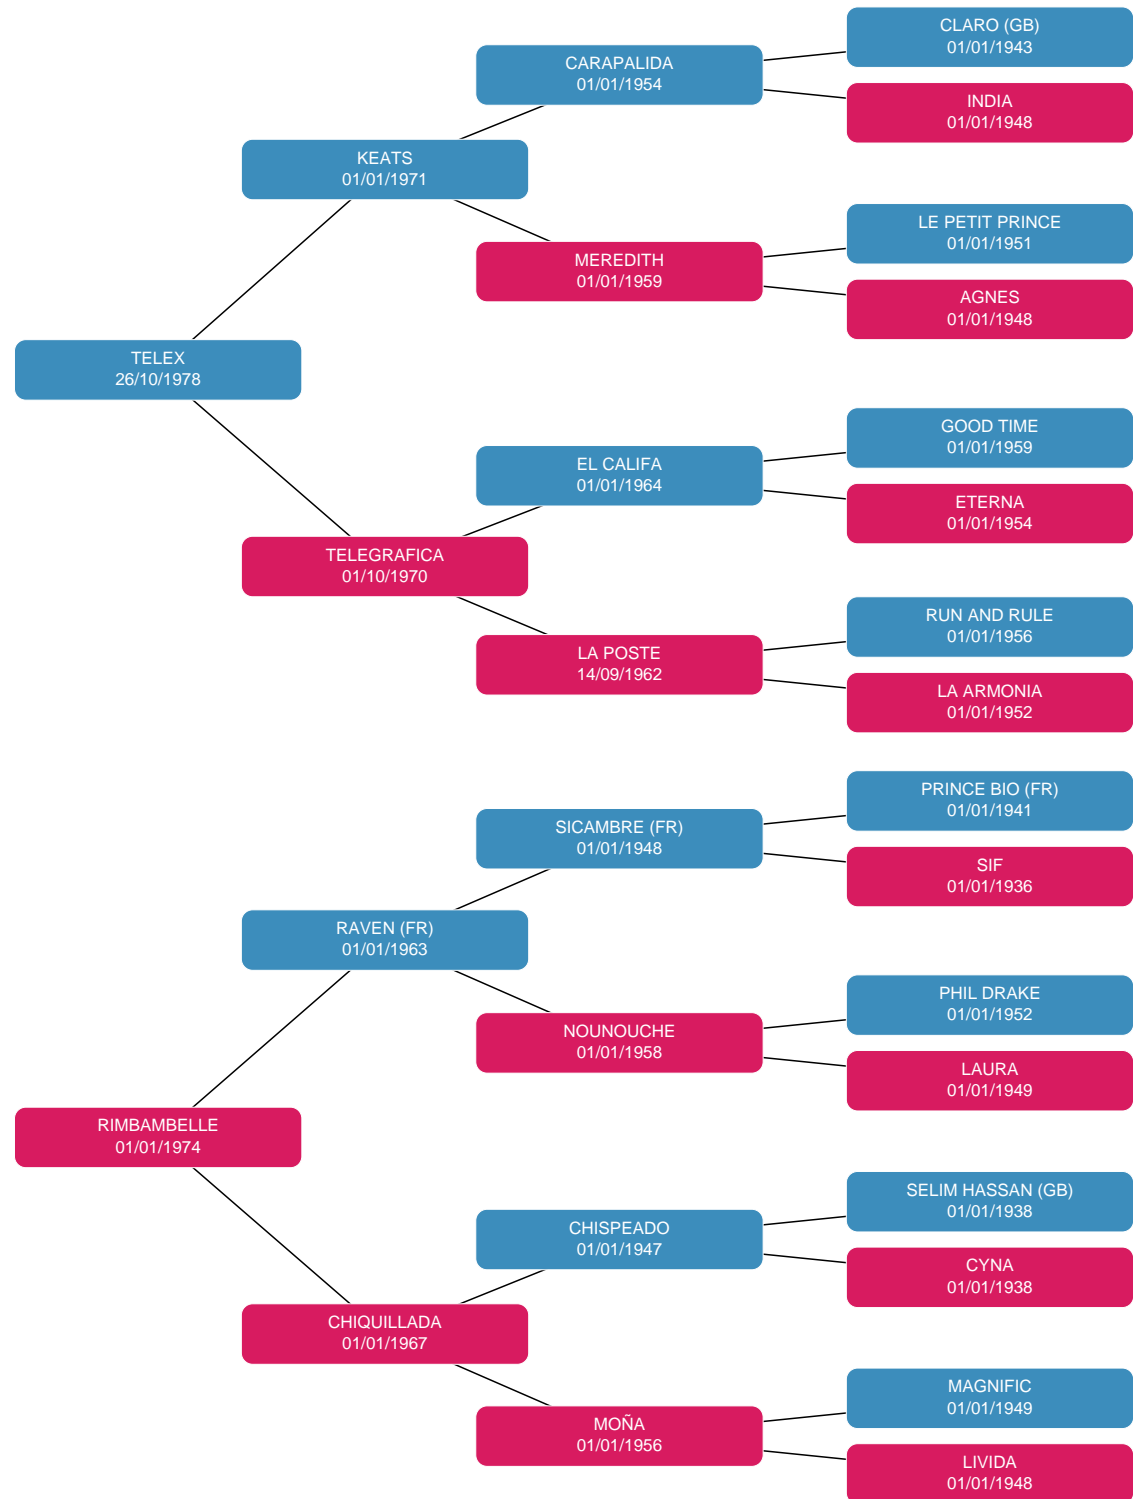 CLARO (GB)
01/01/1943
CARAPALIDA
01/01/1954
INDIA
01/01/1948
KEATS
01/01/1971
LE PETIT PRINCE
01/01/1951
MEREDITH
01/01/1959
AGNES
01/01/1948
TELEX
26/10/1978
GOOD TIME
01/01/1959
EL CALIFA
01/01/1964
ETERNA
01/01/1954
TELEGRAFICA
01/10/1970
RUN AND RULE
01/01/1956
LA POSTE
14/09/1962
LA ARMONIA
01/01/1952
PRINCE BIO (FR)
01/01/1941
SICAMBRE (FR)
01/01/1948
SIF
01/01/1936
RAVEN (FR)
01/01/1963
PHIL DRAKE
01/01/1952
NOUNOUCHE
01/01/1958
LAURA
01/01/1949
RIMBAMBELLE
01/01/1974
SELIM HASSAN (GB)
01/01/1938
CHISPEADO
01/01/1947
CYNA
01/01/1938
CHIQUILLADA
01/01/1967
MAGNIFIC
01/01/1949
MOÑA
01/01/1956
LIVIDA
01/01/1948